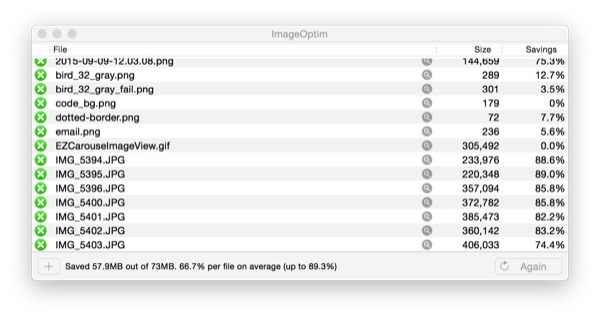 ImageOptim
File Size Savings
2015-09-09-12.03.08.png 144,659 75.3%
bird_32_gray.png 289 12.7%
bird_32_gray_fail.png 301 3.5%
code_bg.png 179 0%
dotted-border.png 72 7.7%
email.png 236 5.6%
EZCarouselmageView.gif 305,492 0.0%
IMG_5394.JPG 233,976 88.6%
IMG_5395.JPG 220,348 89.0%
IMG_5396.JPG 357,094 85.8%
IMG_5400.JPG 372,782 85.8%
IMG_5401.JPG 385,473 82.2%
IMG_5402.JPG 360,142 83.2%
IMG_5403.JPG 406,033 74.4%
Saved 57.9MB out of 73MB. 66.7% per file on average (up to 89.3%) Again